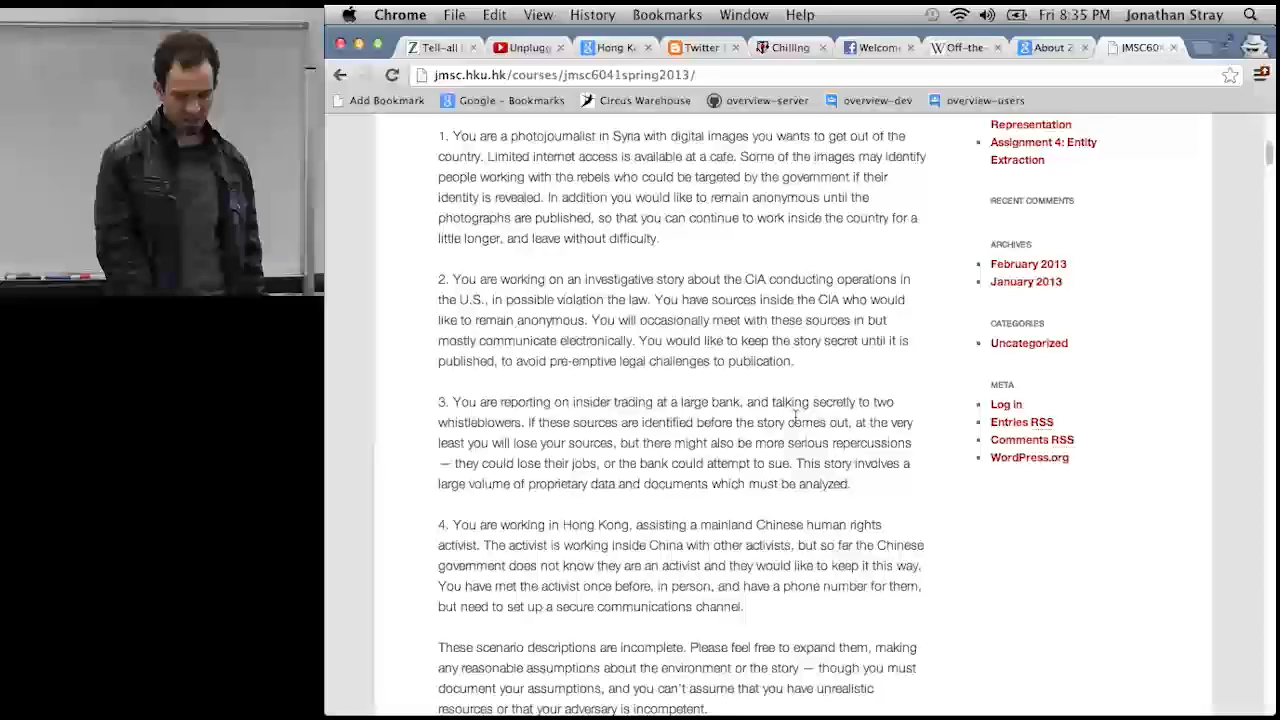 Chrome File Edit View History Bookmarks Window Help Fri 8:35 PM Jonathan Stray
Tell-all Unplugg Hong K Twitter Chilling Welcom Off-the- About Z JMSC60
jmsc.hku.hk/courses/jmsc6041spring2013/
Add Bookmark Google - Bookmarks Circus Warehouse overview-server overview-dev overview-users
1. You are a photojournalist in Syria with digital images you wants to get out of the
country. Limited internet access is available at a cafe. Some of the images may identify
people working with the rebels who could be targeted by the government if their
identity is revealed. In addition you would like to remain anonymous until the
photographs are published, so that you can continue to work inside the country for a
little longer, and leave without difficulty.
2. You are working on an investigative story about the CIA conducting operations in
the U.S., in possible violation the law. You have sources inside the CIA who would
like to remain anonymous. You will occasionally meet with these sources in but
mostly communicate electronically. You would like to keep the story secret until it is
published, to avoid pre-emptive legal challenges to publication.
3. You are reporting on insider trading at a large bank, and talking secretly to two
whistleblowers. If these sources are identified before the story comes out, at the very
least you will lose your sources, but there might also be more serious repercussions
— they could lose their jobs, or the bank could attempt to sue. This story involves a
large volume of proprietary data and documents which must be analyzed.
4. You are working in Hong Kong, assisting a mainland Chinese human rights
activist. The activist is working inside China with other activists, but so far the Chinese
government does not know they are an activist and they would like to keep it this way.
You have met the activist once before, in person, and have a phone number for them,
but need to set up a secure communications channel.
These scenario descriptions are incomplete. Please feel free to expand them, making
any reasonable assumptions about the environment or the story — though you must
document your assumptions, and you can't assume that you have unrealistic
resources or that your adversary is incompetent.
Representation
Assignment 4: Entity
Extraction
RECENT COMMENTS
ARCHIVES
February 2013
January 2013
CATEGORIES
Uncategorized
META
Log in
Entries RSS
Comments RSS
WordPress.org